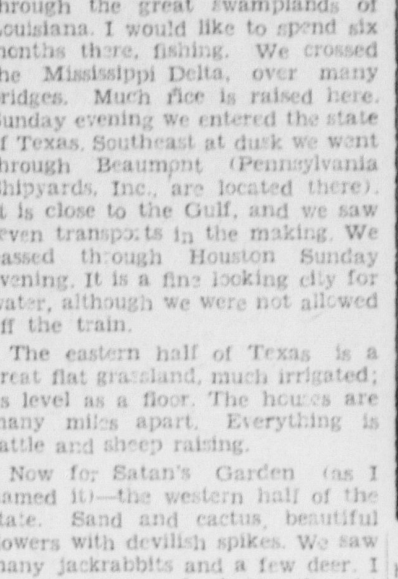 through the great swamplands of
Louisiana. I would like to spend six
months there, fishing. We crossed
the Mississippi Delta, over many
bridges. Much rice is raised here.
Sunday evening we entered the state
of Texas. Southeast at dusk we went
through Beaumont (Pennsylvania
Shipyards, Inc., are located there).
It is close to the Gulf, and we saw
seven transports in the making. We
passed through Houston Sunday
evening. It is a fine looking city for
water, although we were not allowed
off the train.
The eastern half of Texas is a
great flat grassland, much irrigated;
as level as a floor. The houses are
many miles apart. Everything is
cattle and sheep raising.
Now for Satan's Garden (as I
named it)—the western half of the
state. Sand and cactus, beautiful
flowers with devilish spikes. We saw
many jackrabbits and a few deer. I